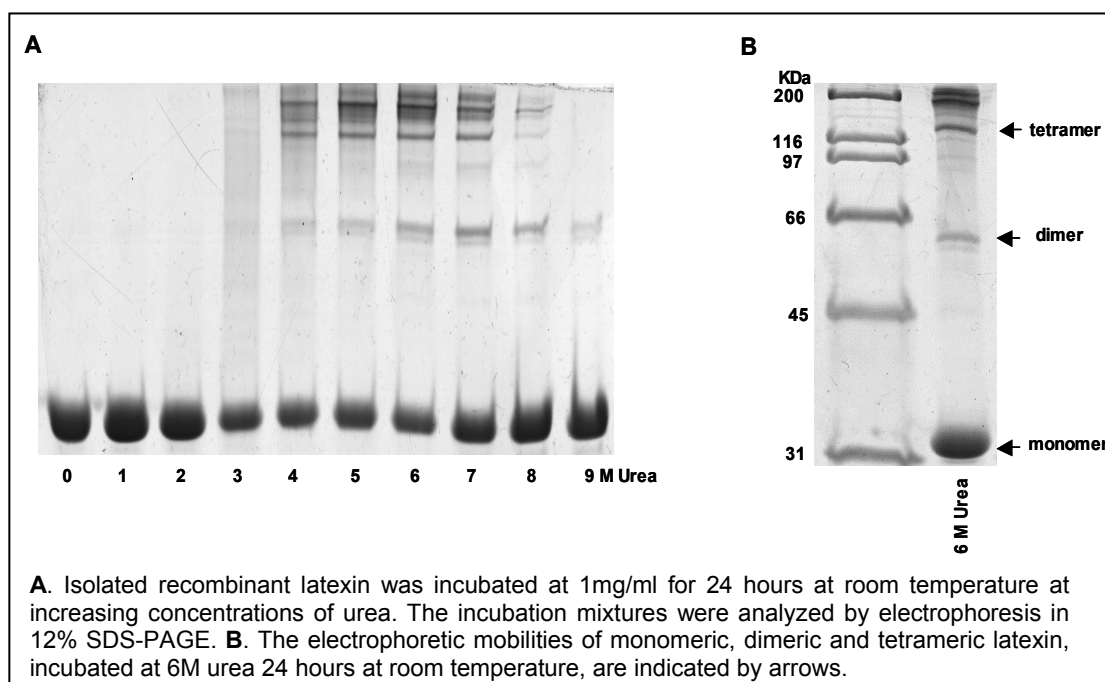 A
B
KDa
200
116
97
66
45
31
tetramer
dimer
monomer
0 1 2 3 4 5 6 7 8 9 M Urea
6 M Urea
A. Isolated recombinant latexin was incubated at 1mg/ml for 24 hours at room temperature at
increasing concentrations of urea. The incubation mixtures were analyzed by electrophoresis in
12% SDS-PAGE. B. The electrophoretic mobilities of monomeric, dimeric and tetrameric latexin,
incubated at 6M urea 24 hours at room temperature, are indicated by arrows.